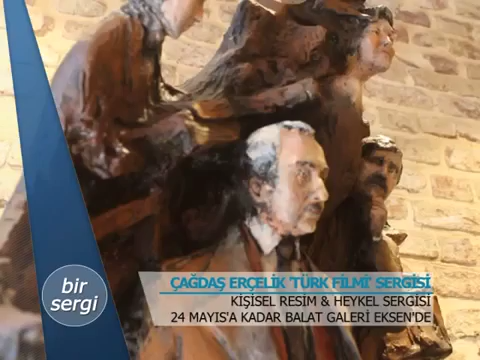 bir
sergi
ÇAĞDAŞ ERÇELİK 'TÜRK FİLMİ' SERGİSİ
KİŞİSEL RESİM & HEYKEL SERGİSİ
24 MAYIS'A KADAR BALAT GALERİ EKSEN'DE